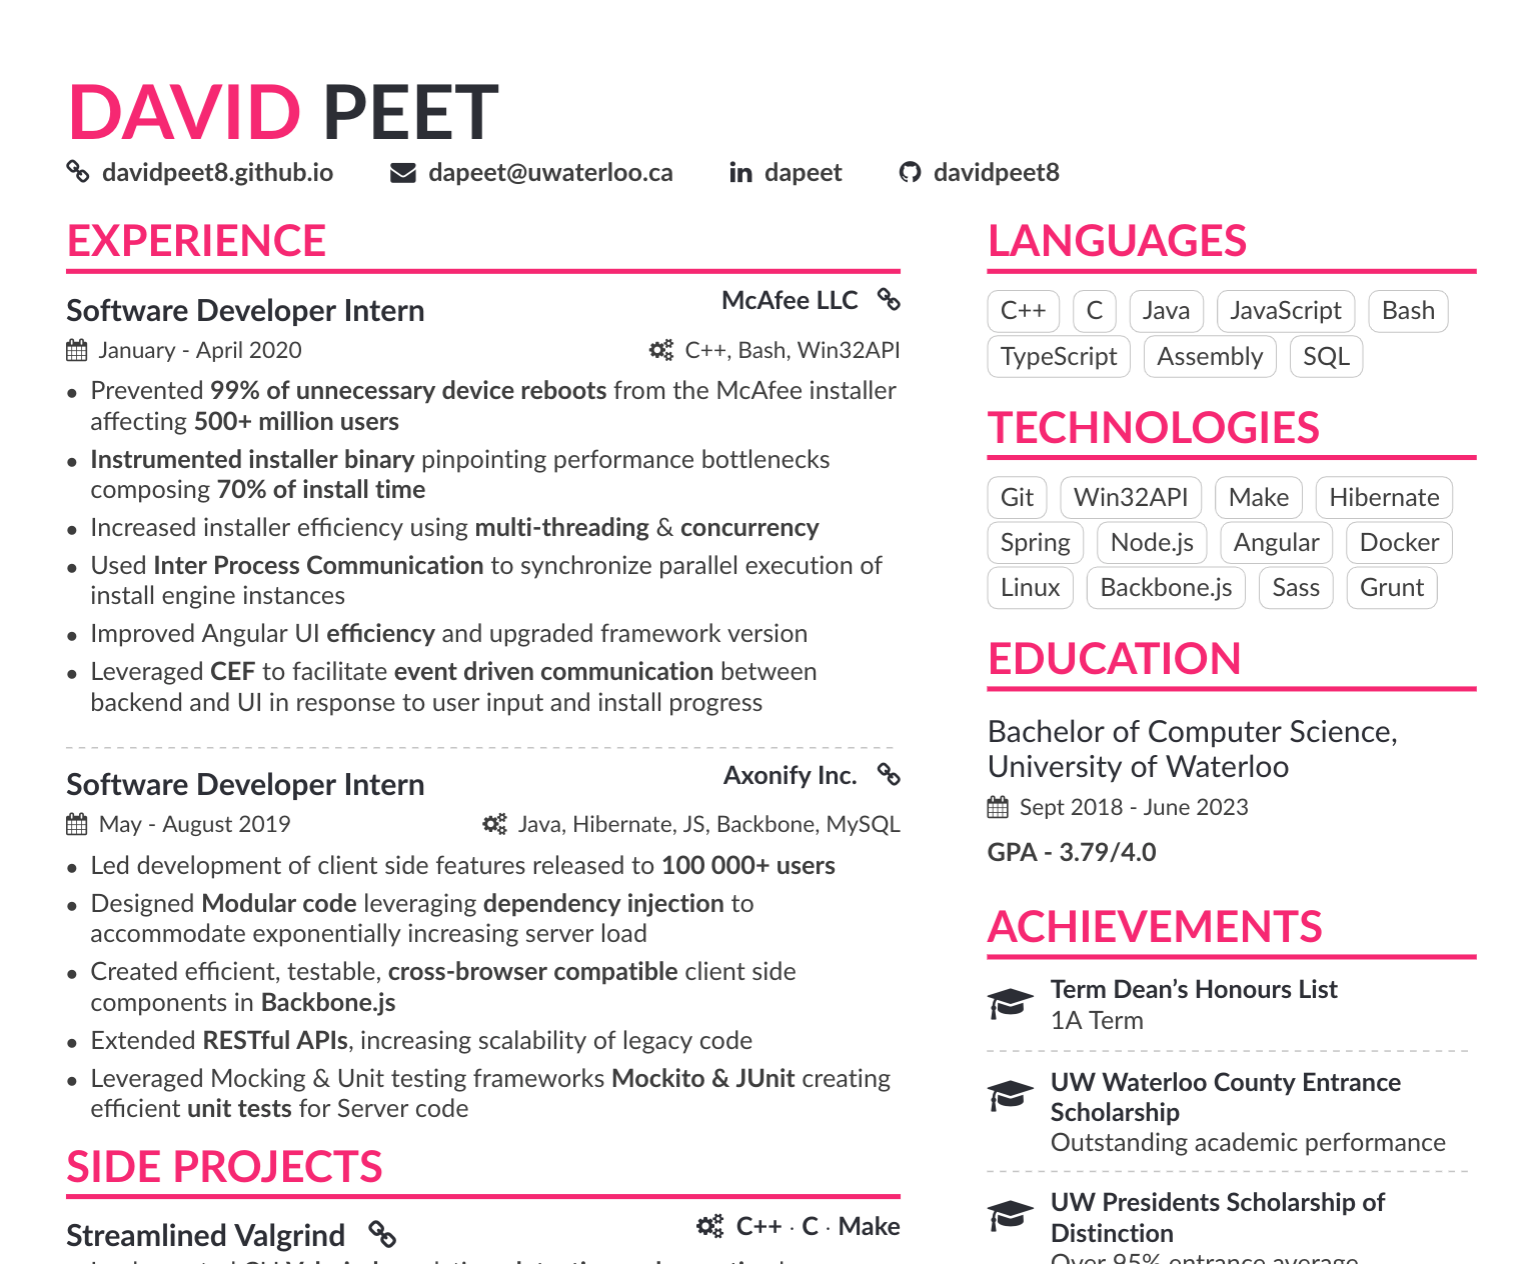 DAVID PEET
davidpeet8.github.io dapeet@uwaterloo.ca dapeet davidpeet8
EXPERIENCE
Software Developer Intern McAfee LLC
January - April 2020 C++, Bash, Win32API
• Prevented 99% of unnecessary device reboots from the McAfee installer
affecting 500+ million users
• Instrumented installer binary pinpointing performance bottlenecks
composing 70% of install time
• Increased installer efficiency using multi-threading & concurrency
• Used Inter Process Communication to synchronize parallel execution of
install engine instances
• Improved Angular UI efficiency and upgraded framework version
• Leveraged CEF to facilitate event driven communication between
backend and UI in response to user input and install progress
Software Developer Intern Axonify Inc.
May - August 2019 Java, Hibernate, JS, Backbone, MySQL
• Led development of client side features released to 100 000+ users
• Designed Modular code leveraging dependency injection to
accommodate exponentially increasing server load
• Created efficient, testable, cross-browser compatible client side
components in Backbone.js
• Extended RESTful APIs, increasing scalability of legacy code
• Leveraged Mocking & Unit testing frameworks Mockito & JUnit creating
efficient unit tests for Server code
SIDE PROJECTS
Streamlined Valgrind C++ · C · Make
LANGUAGES
C++ C Java JavaScript Bash
TypeScript Assembly SQL
TECHNOLOGIES
Git Win32API Make Hibernate
Spring Node.js Angular Docker
Linux Backbone.js Sass Grunt
EDUCATION
Bachelor of Computer Science,
University of Waterloo
Sept 2018 - June 2023
GPA - 3.79/4.0
ACHIEVEMENTS
Term Dean’s Honours List
1A Term
UW Waterloo County Entrance
Scholarship
Outstanding academic performance
UW Presidents Scholarship of
Distinction
Over 95% entrance average